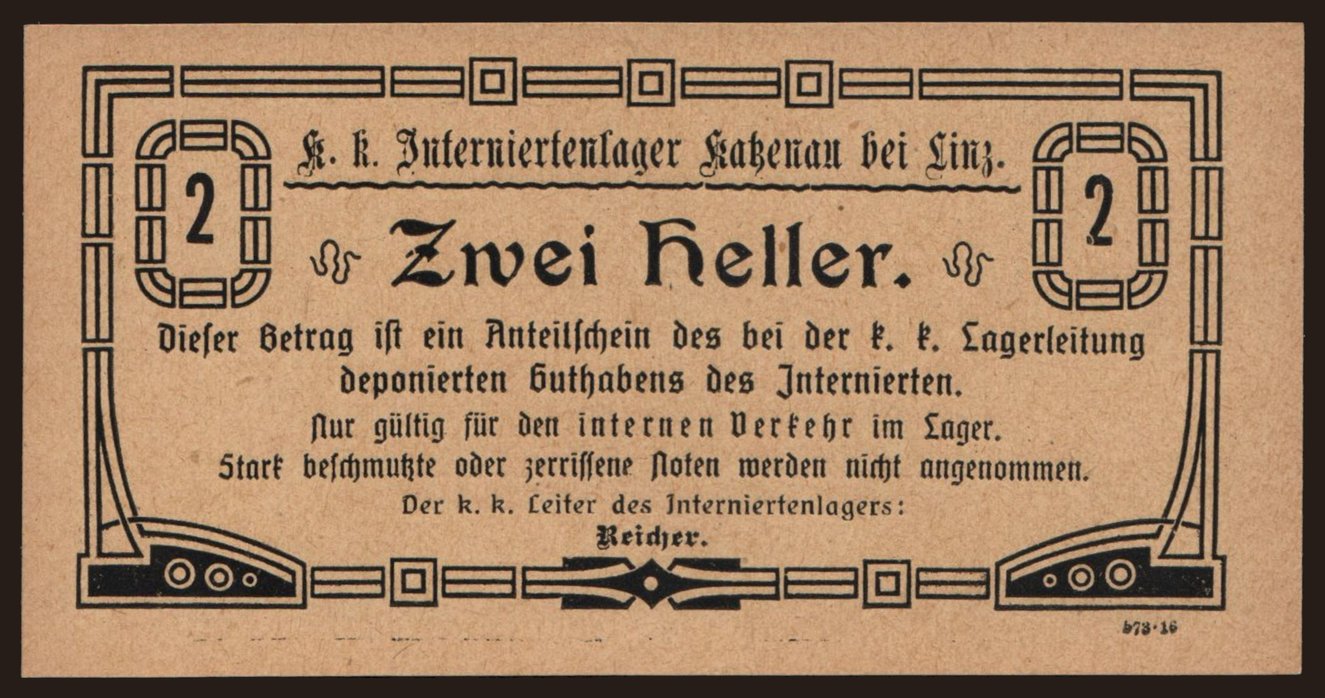 K. k. Interniertenlager Katzenau bei Linz.
2
2
Zwei Heller.
Dieser Betrag ist ein Anteilschein des bei der k. k. Lagerleitung
deponierten Guthabens des Internierten.
Nur gültig für den internen Verkehr im Lager.
Stark beschmutzte oder zerrissene Noten werden nicht angenommen.
Der k. k. Leiter des Interniertenlagers:
Reicher.
573·16